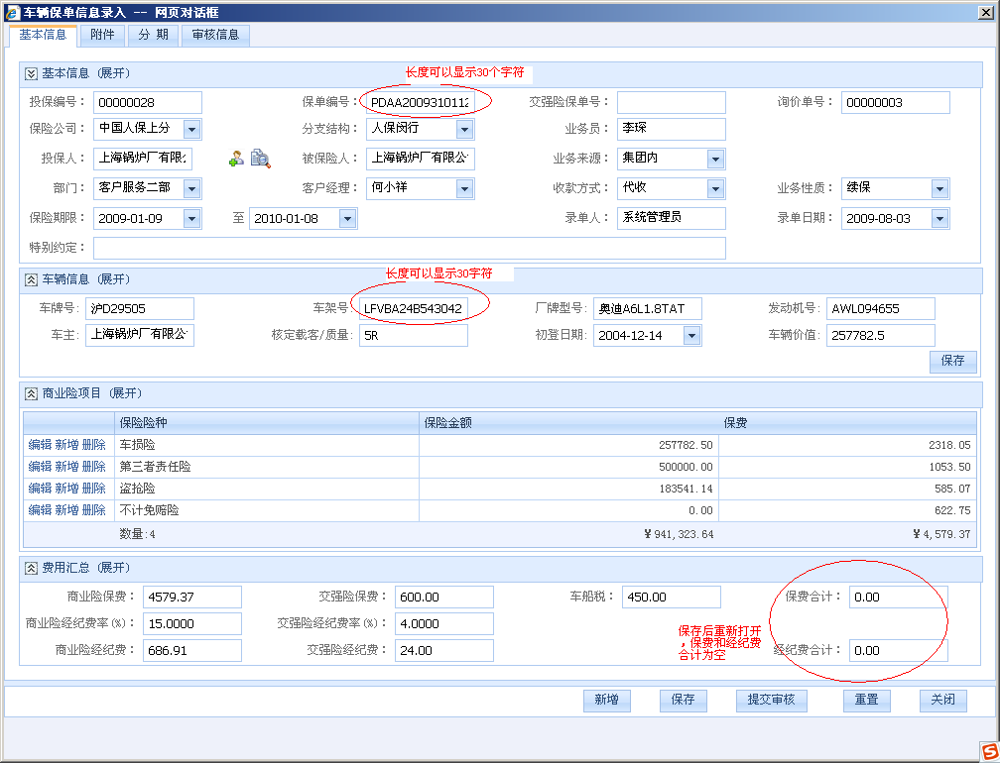 车辆保单信息录入 -- 网页对话框
基本信息 附件 分 期 审核信息
基本信息 (展开)
长度可以显示30个字符
投保编号： 00000028 保单编号： PDAA2009310112 交强险保单号： 询价单号： 00000003
保险公司： 中国人保上分 分支结构： 人保闵行 业务员： 李琛
投保人： 上海锅炉厂有限 被保险人： 上海锅炉厂有限公 业务来源： 集团内
部门： 客户服务二部 客户经理： 何小祥 收款方式： 代收 业务性质： 续保
保险期限： 2009-01-09 至 2010-01-08 录单人： 系统管理员 录单日期： 2009-08-03
特别约定：
车辆信息 (展开)
长度可以显示30字符
车牌号: 沪D29505 车架号: LFVBA24B543042 厂牌型号: 奥迪A6L1.8TAT 发动机号: AWL094655
车主: 上海锅炉厂有限公 核定载客/质量: 5R 初登日期: 2004-12-14 车辆价值: 257782.5
保存
商业险项目 (展开)
保险险种 保险金额 保费
编辑 新增 删除 车损险 257782.50 2318.05
编辑 新增 删除 第三者责任险 500000.00 1053.50
编辑 新增 删除 盗抢险 183541.14 585.07
编辑 新增 删除 不计免赔险 0.00 622.75
数量:4 ￥941,323.64 ￥4,579.37
费用汇总 (展开)
商业险保费： 4579.37 交强险保费： 600.00 车船税： 450.00 保费合计： 0.00
商业险经纪费率(%)： 15.0000 交强险经纪费率(%)： 4.0000
商业险经纪费： 686.91 交强险经纪费： 24.00 经纪费合计： 0.00
保存后重新打开
，保费和经纪费
合计为空
新增 保存 提交审核 重置 关闭